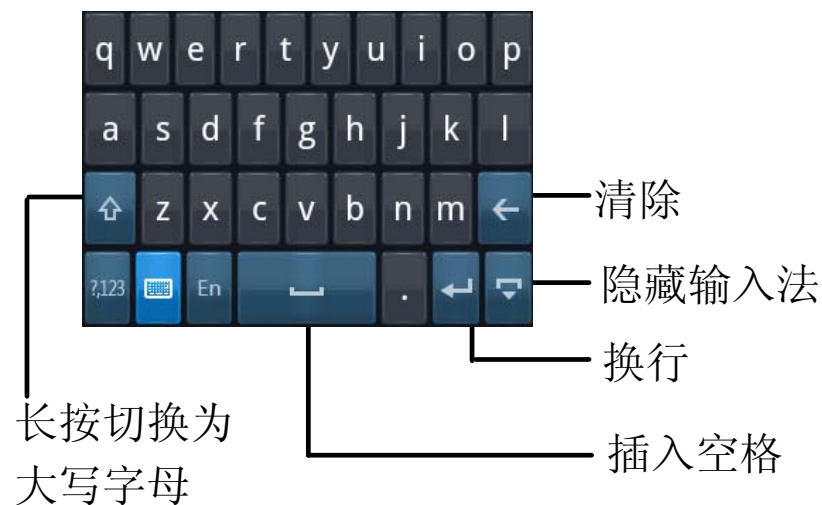 q w e r t y u i o p
a s d f g h j k l
z x c v b n m
清除
?,123 En .
隐藏输入法
换行
长按切换为
大写字母
插入空格